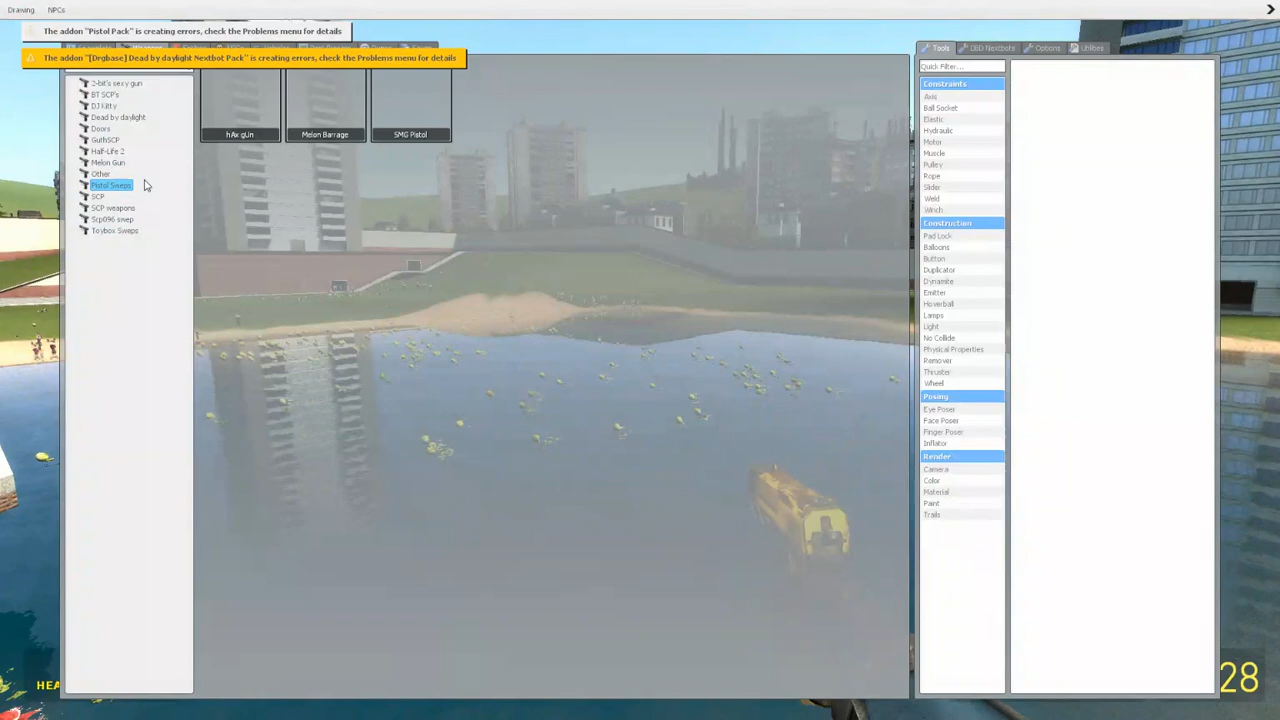 Drawing NPCs
The addon "Pistol Pack" is creating errors, check the Problems menu for details
The addon "[Drgbase] Dead by daylight Nextbot Pack" is creating errors, check the Problems menu for details
Tools DBD Nextbots Options Utilities
Quick Filter...
2-bit's sexy gun
BT SCP's
DJ kitty
Dead by daylight
Doors
GuthSCP
Half-Life 2
Melon Gun
Other
Pistol Sweps
SCP
SCP weapons
Scp096 swep
Toybox Sweps
hAx gUn Melon Barrage SMG Pistol
Constraints
Axis
Ball Socket
Elastic
Hydraulic
Motor
Muscle
Pulley
Rope
Slider
Weld
Winch
Construction
Pad Lock
Balloons
Button
Duplicator
Dynamite
Emitter
Hoverball
Lamps
Light
No Collide
Physical Properties
Remover
Thruster
Wheel
Posing
Eye Poser
Face Poser
Finger Poser
Inflator
Render
Camera
Color
Material
Paint
Trails
HEA
28